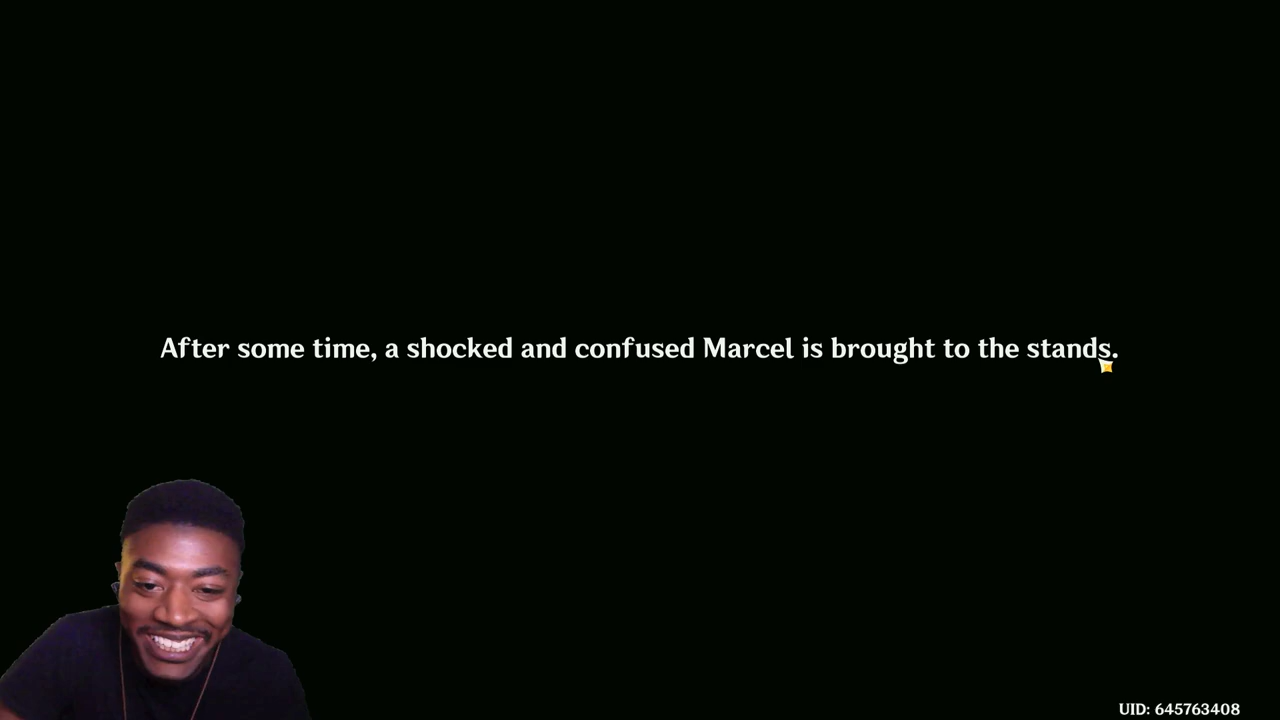 After some time, a shocked and confused Marcel is brought to the stands.
UID: 645763408